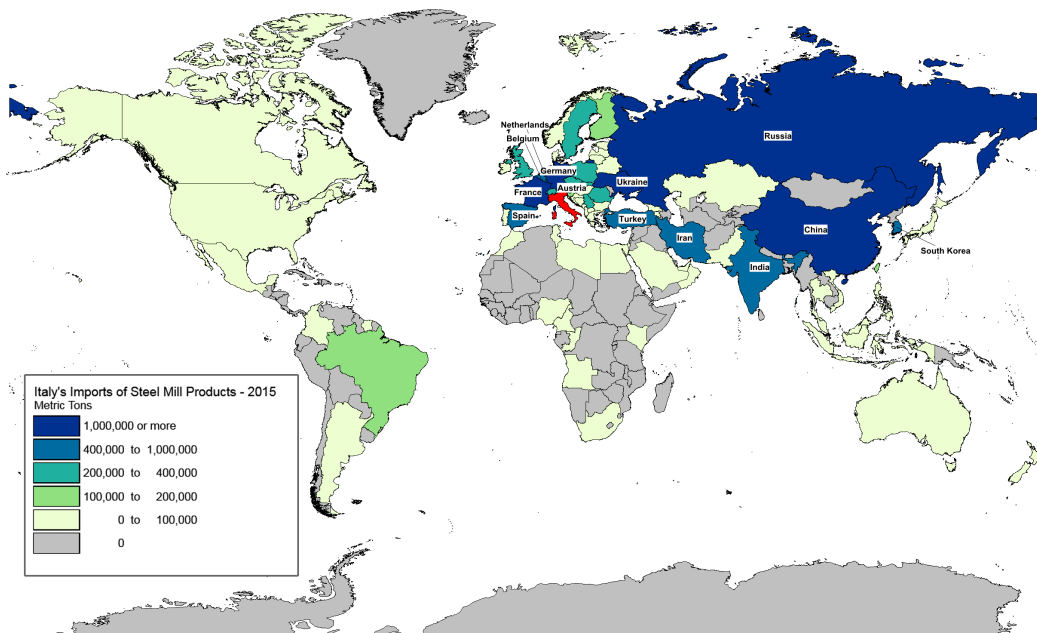 Netherlands
Belgium
Germany
Russia
Austria
Ukraine
France
Spain
Turkey
Iran
China
South Korea
India
Italy's Imports of Steel Mill Products - 2015
Metric Tons
1,000,000 or more
400,000 to 1,000,000
200,000 to 400,000
100,000 to 200,000
0 to 100,000
0